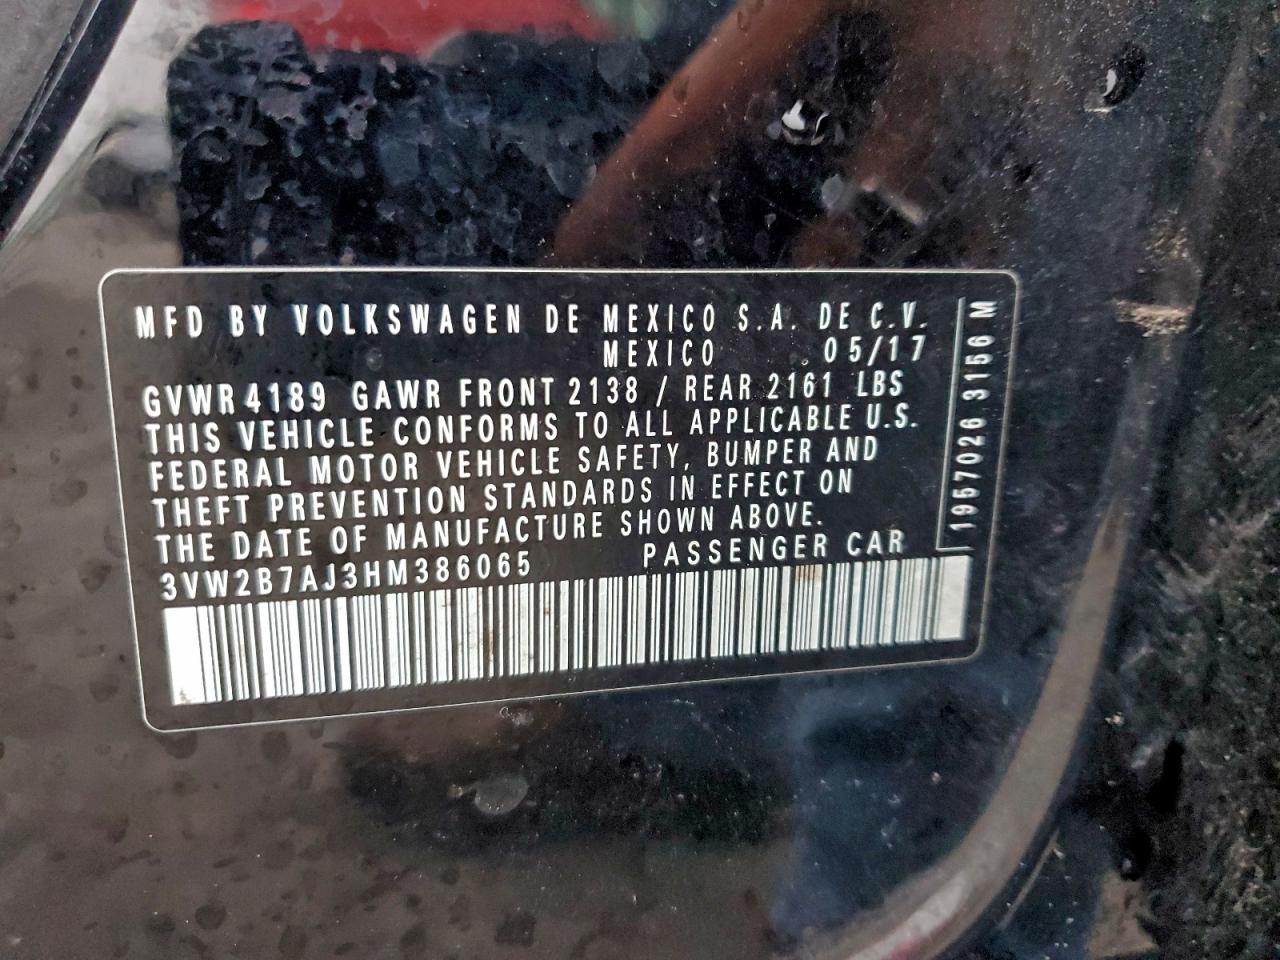 MFD BY VOLKSWAGEN DE MEXICO S.A. DE C.V.
MEXICO 05/17
GVWR 4189 GAWR FRONT 2138 / REAR 2161 LBS
THIS VEHICLE CONFORMS TO ALL APPLICABLE U.S.
FEDERAL MOTOR VEHICLE SAFETY, BUMPER AND
THEFT PREVENTION STANDARDS IN EFFECT ON
THE DATE OF MANUFACTURE SHOWN ABOVE.
3VW2B7AJ3HM386065 PASSENGER CAR
1957026 3156 M